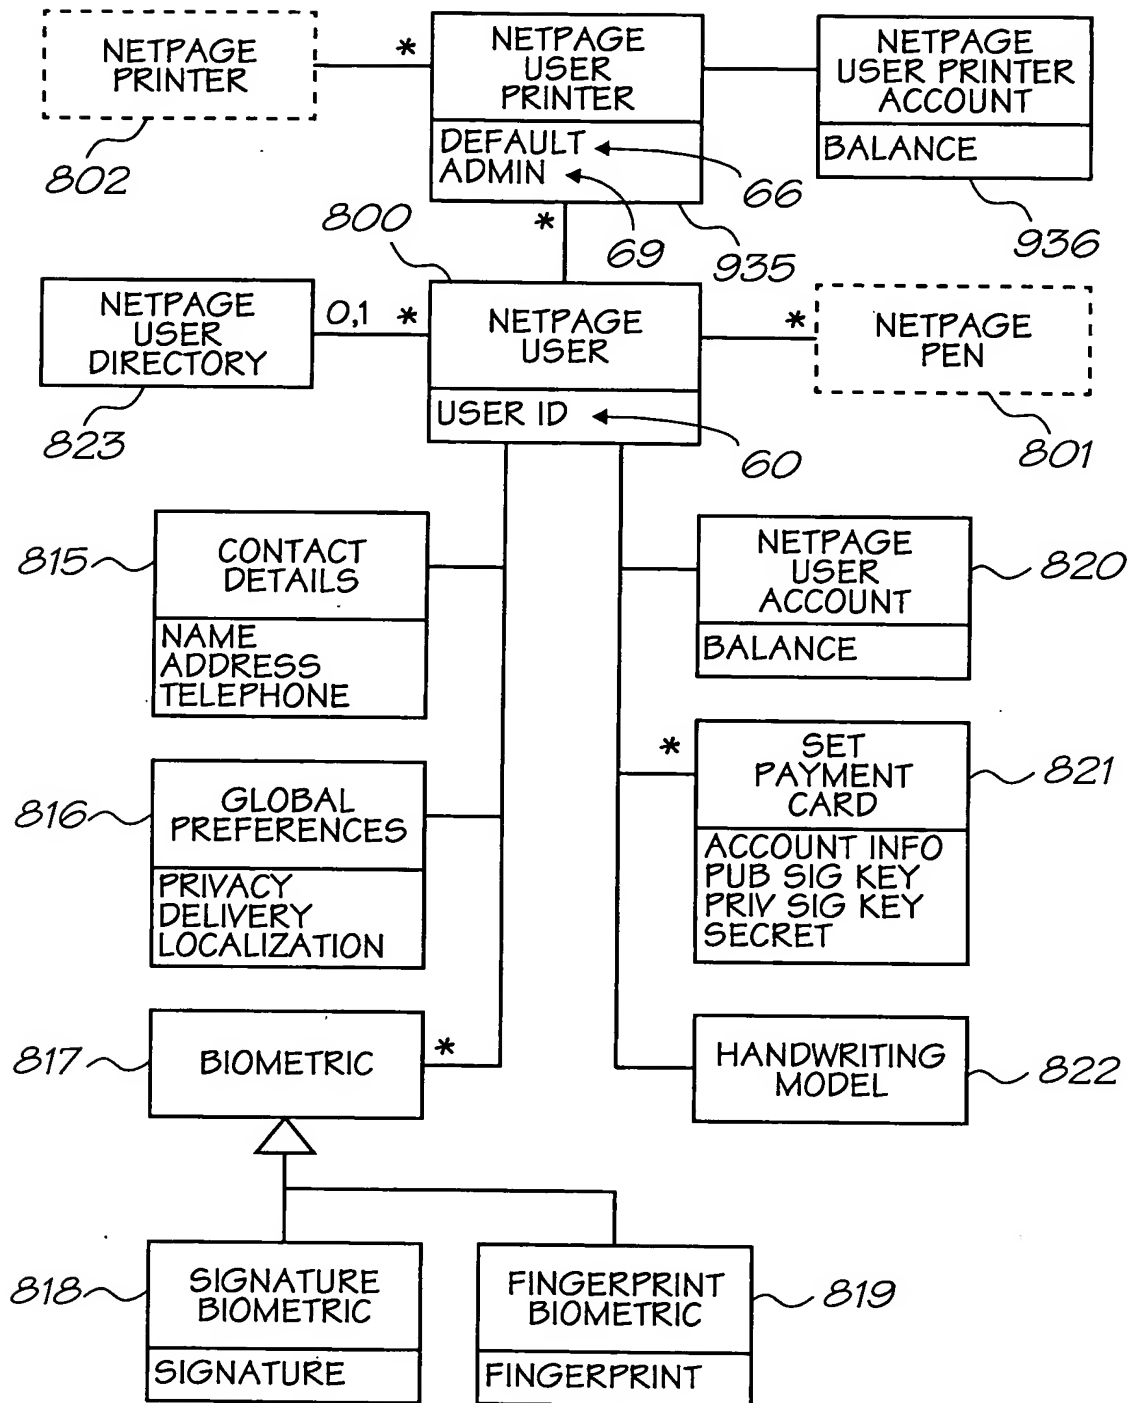 NETPAGE
PRINTER
802
*
NETPAGE
USER
PRINTER
DEFAULT
ADMIN
66
69
935
NETPAGE
USER PRINTER
ACCOUNT
BALANCE
936
*
800
NETPAGE
USER
DIRECTORY
823
0,1 *
NETPAGE
USER
USER ID
60
*
NETPAGE
PEN
801
815
CONTACT
DETAILS
NAME
ADDRESS
TELEPHONE
NETPAGE
USER
ACCOUNT
BALANCE
820
816
GLOBAL
PREFERENCES
PRIVACY
DELIVERY
LOCALIZATION
*
SET
PAYMENT
CARD
ACCOUNT INFO
PUB SIG KEY
PRIV SIG KEY
SECRET
821
817
BIOMETRIC
*
HANDWRITING
MODEL
822
818
SIGNATURE
BIOMETRIC
SIGNATURE
FINGERPRINT
BIOMETRIC
FINGERPRINT
819